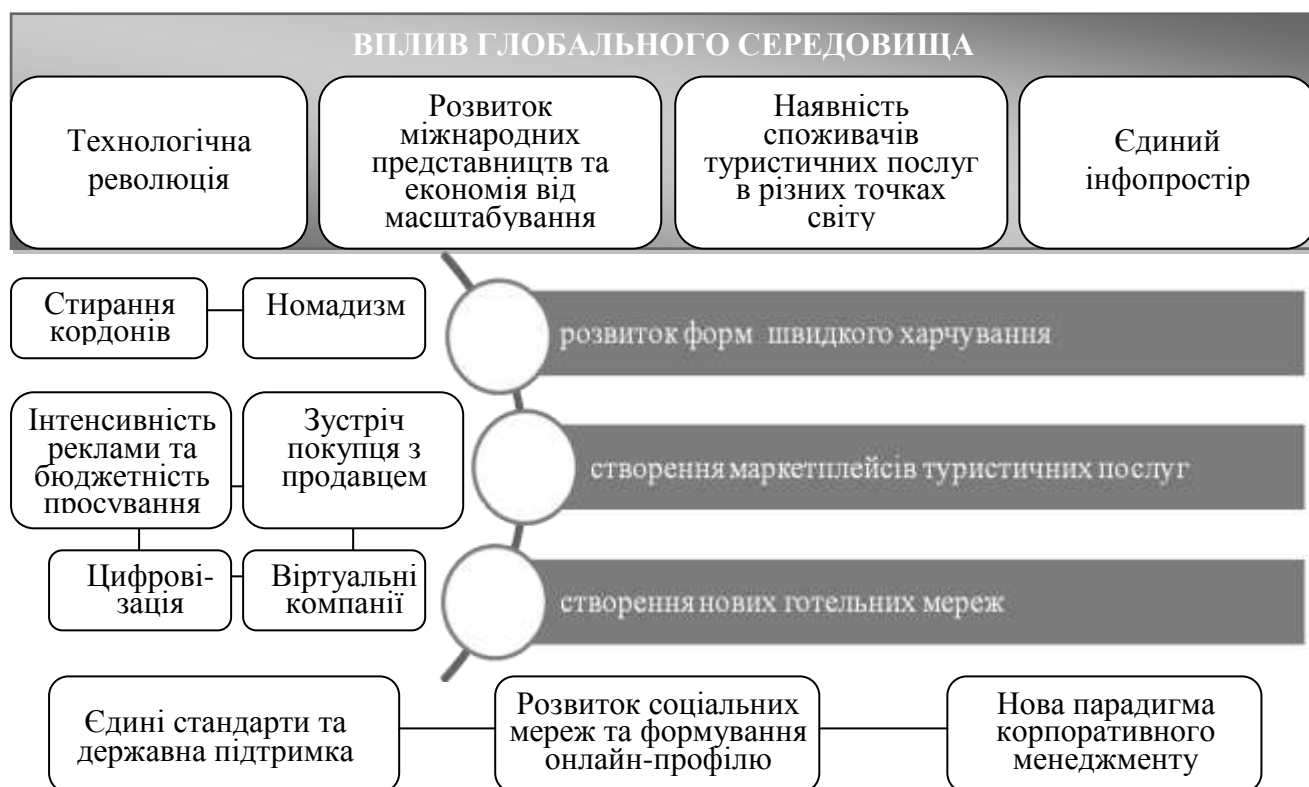 ВПЛИВ ГЛОБАЛЬНОГО СЕРЕДОВИЩА
Технологічна
революція
Розвиток
міжнародних
представництв та
економія від
масштабування
Наявність
споживачів
туристичних послуг
в різних точках
світу
Єдиний
інфопростір
Стирання
кордонів
Номадизм
розвиток форм швидкого харчування
Інтенсивність
реклами та
бюджетність
просування
Зустріч
покупця з
продавцем
створення маркетплейсів туристичних послуг
Цифрові-
зація
Віртуальні
компанії
створення нових готельних мереж
Єдині стандарти та
державна підтримка
Розвиток соціальних
мереж та формування
онлайн-профілю
Нова парадигма
корпоративного
менеджменту